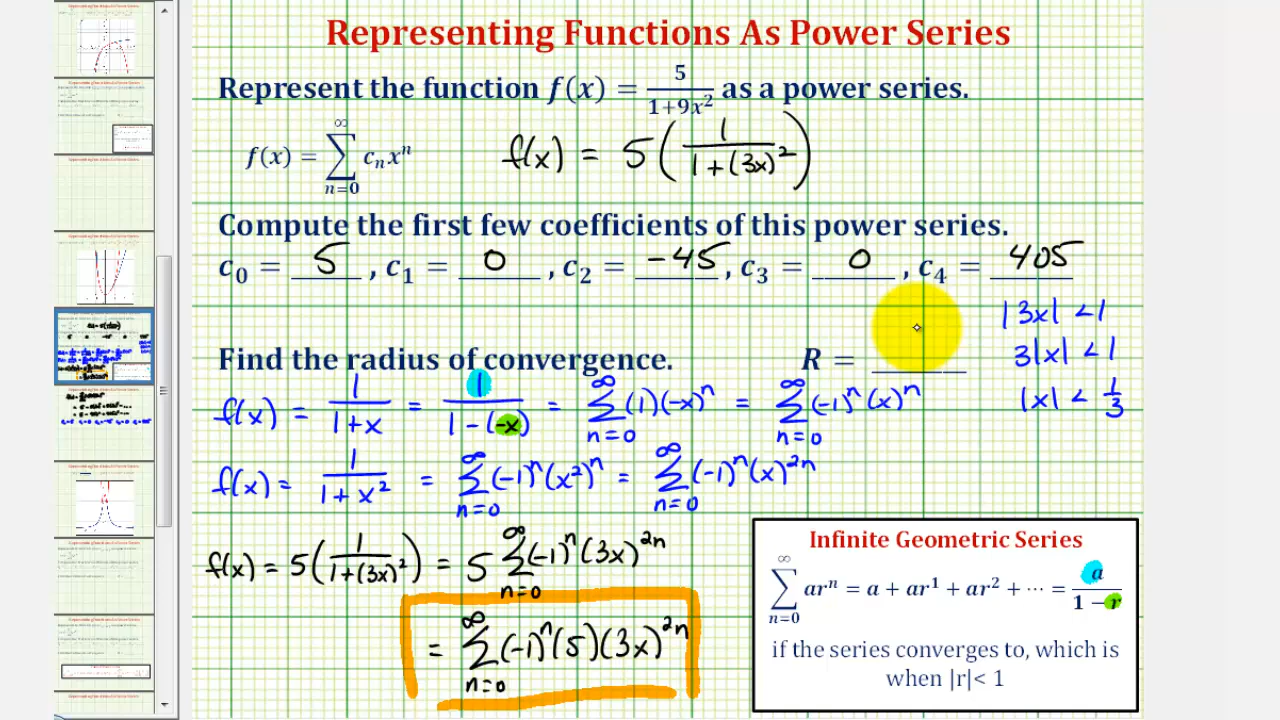 Representing Functions As Power Series
Represent the function f(x) = 5/(1+9x²) as a power series.
f(x) = ∑_{n=0}^{∞} cₙxⁿ    f(x) = 5(1/(1+(3x)²))
Compute the first few coefficients of this power series.
c₀ = 5, c₁ = 0, c₂ = -45, c₃ = 0, c₄ = 405
|3x| < 1
Find the radius of convergence.    R = ____    3|x| < 1
|x| < 1/3
f(x) = 1/(1+x) = 1/(1-(-x)) = ∑_{n=0}^{∞} (1)(-x)ⁿ = ∑_{n=0}^{∞} (-1)ⁿ(x)ⁿ
f(x) = 1/(1+x²) = ∑_{n=0}^{∞} (-1)ⁿ(x²)ⁿ = ∑_{n=0}^{∞} (-1)ⁿ(x)²ⁿ
f(x) = 5(1/(1+(3x)²)) = 5 ∑_{n=0}^{∞} (-1)ⁿ(3x)²ⁿ
= ∑_{n=0}^{∞} (-1)ⁿ(5)(3x)²ⁿ
Infinite Geometric Series
∑_{n=0}^{∞} arⁿ = a + ar¹ + ar² + ⋯ = a/(1-r)
if the series converges to, which is
when |r|< 1